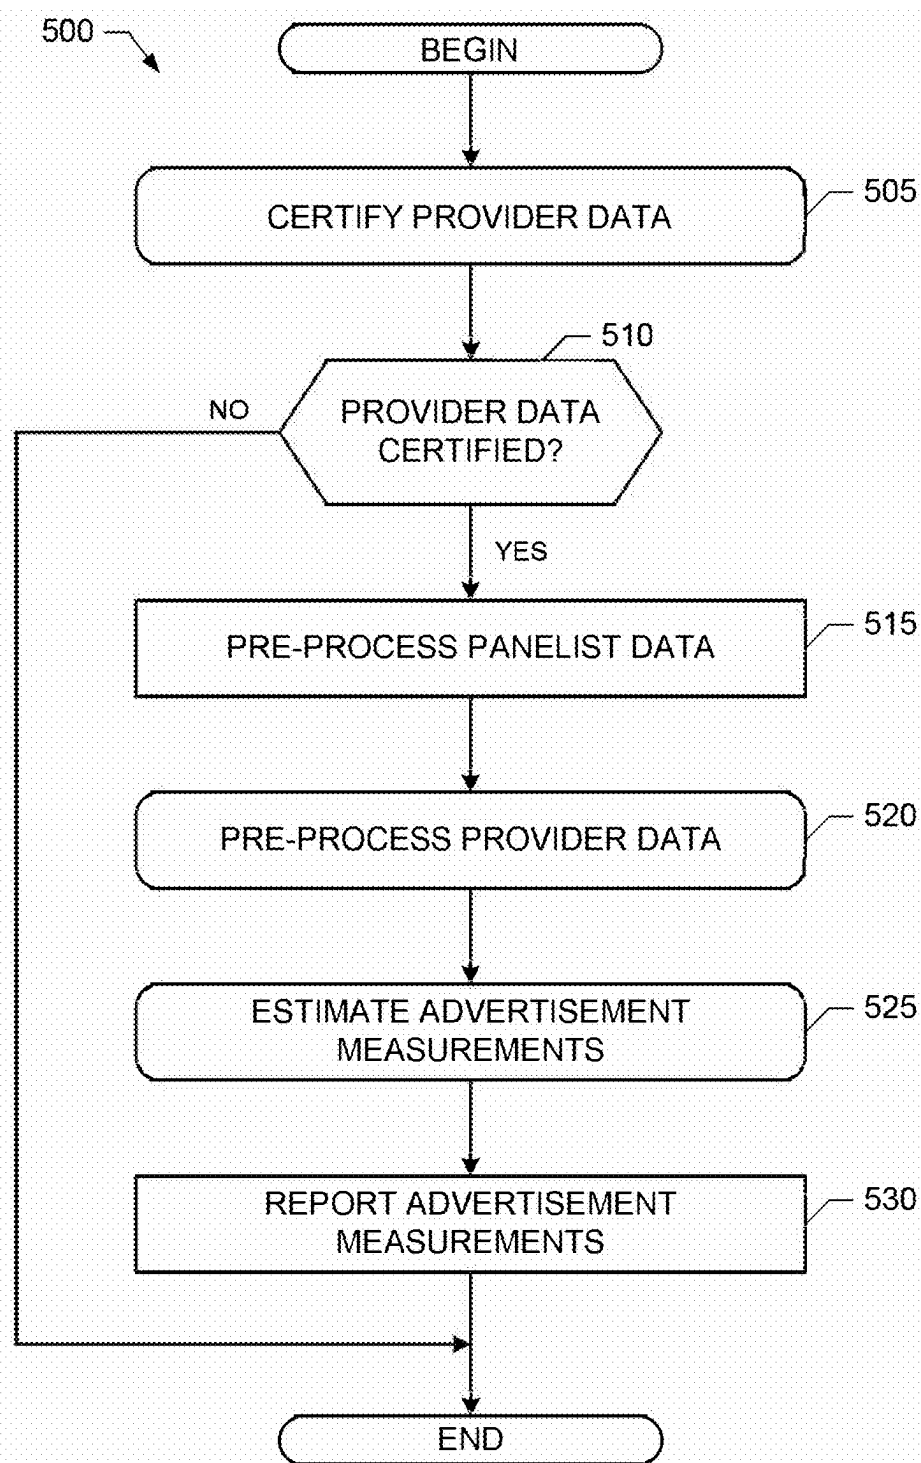 500
BEGIN
CERTIFY PROVIDER DATA
505
510
PROVIDER DATA
CERTIFIED?
NO
YES
PRE-PROCESS PANELIST DATA
515
PRE-PROCESS PROVIDER DATA
520
ESTIMATE ADVERTISEMENT
MEASUREMENTS
525
REPORT ADVERTISEMENT
MEASUREMENTS
530
END